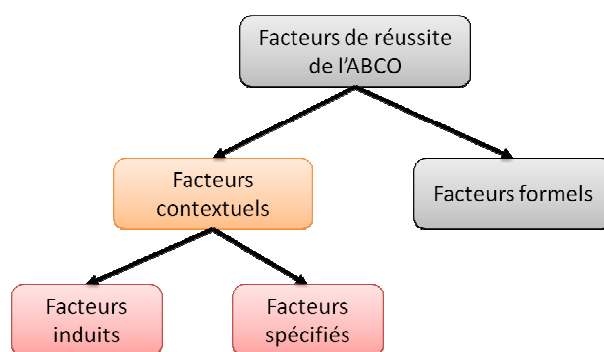 Facteurs de réussite
de l'ABCO
Facteurs
contextuels
Facteurs formels
Facteurs
induits
Facteurs
spécifiés